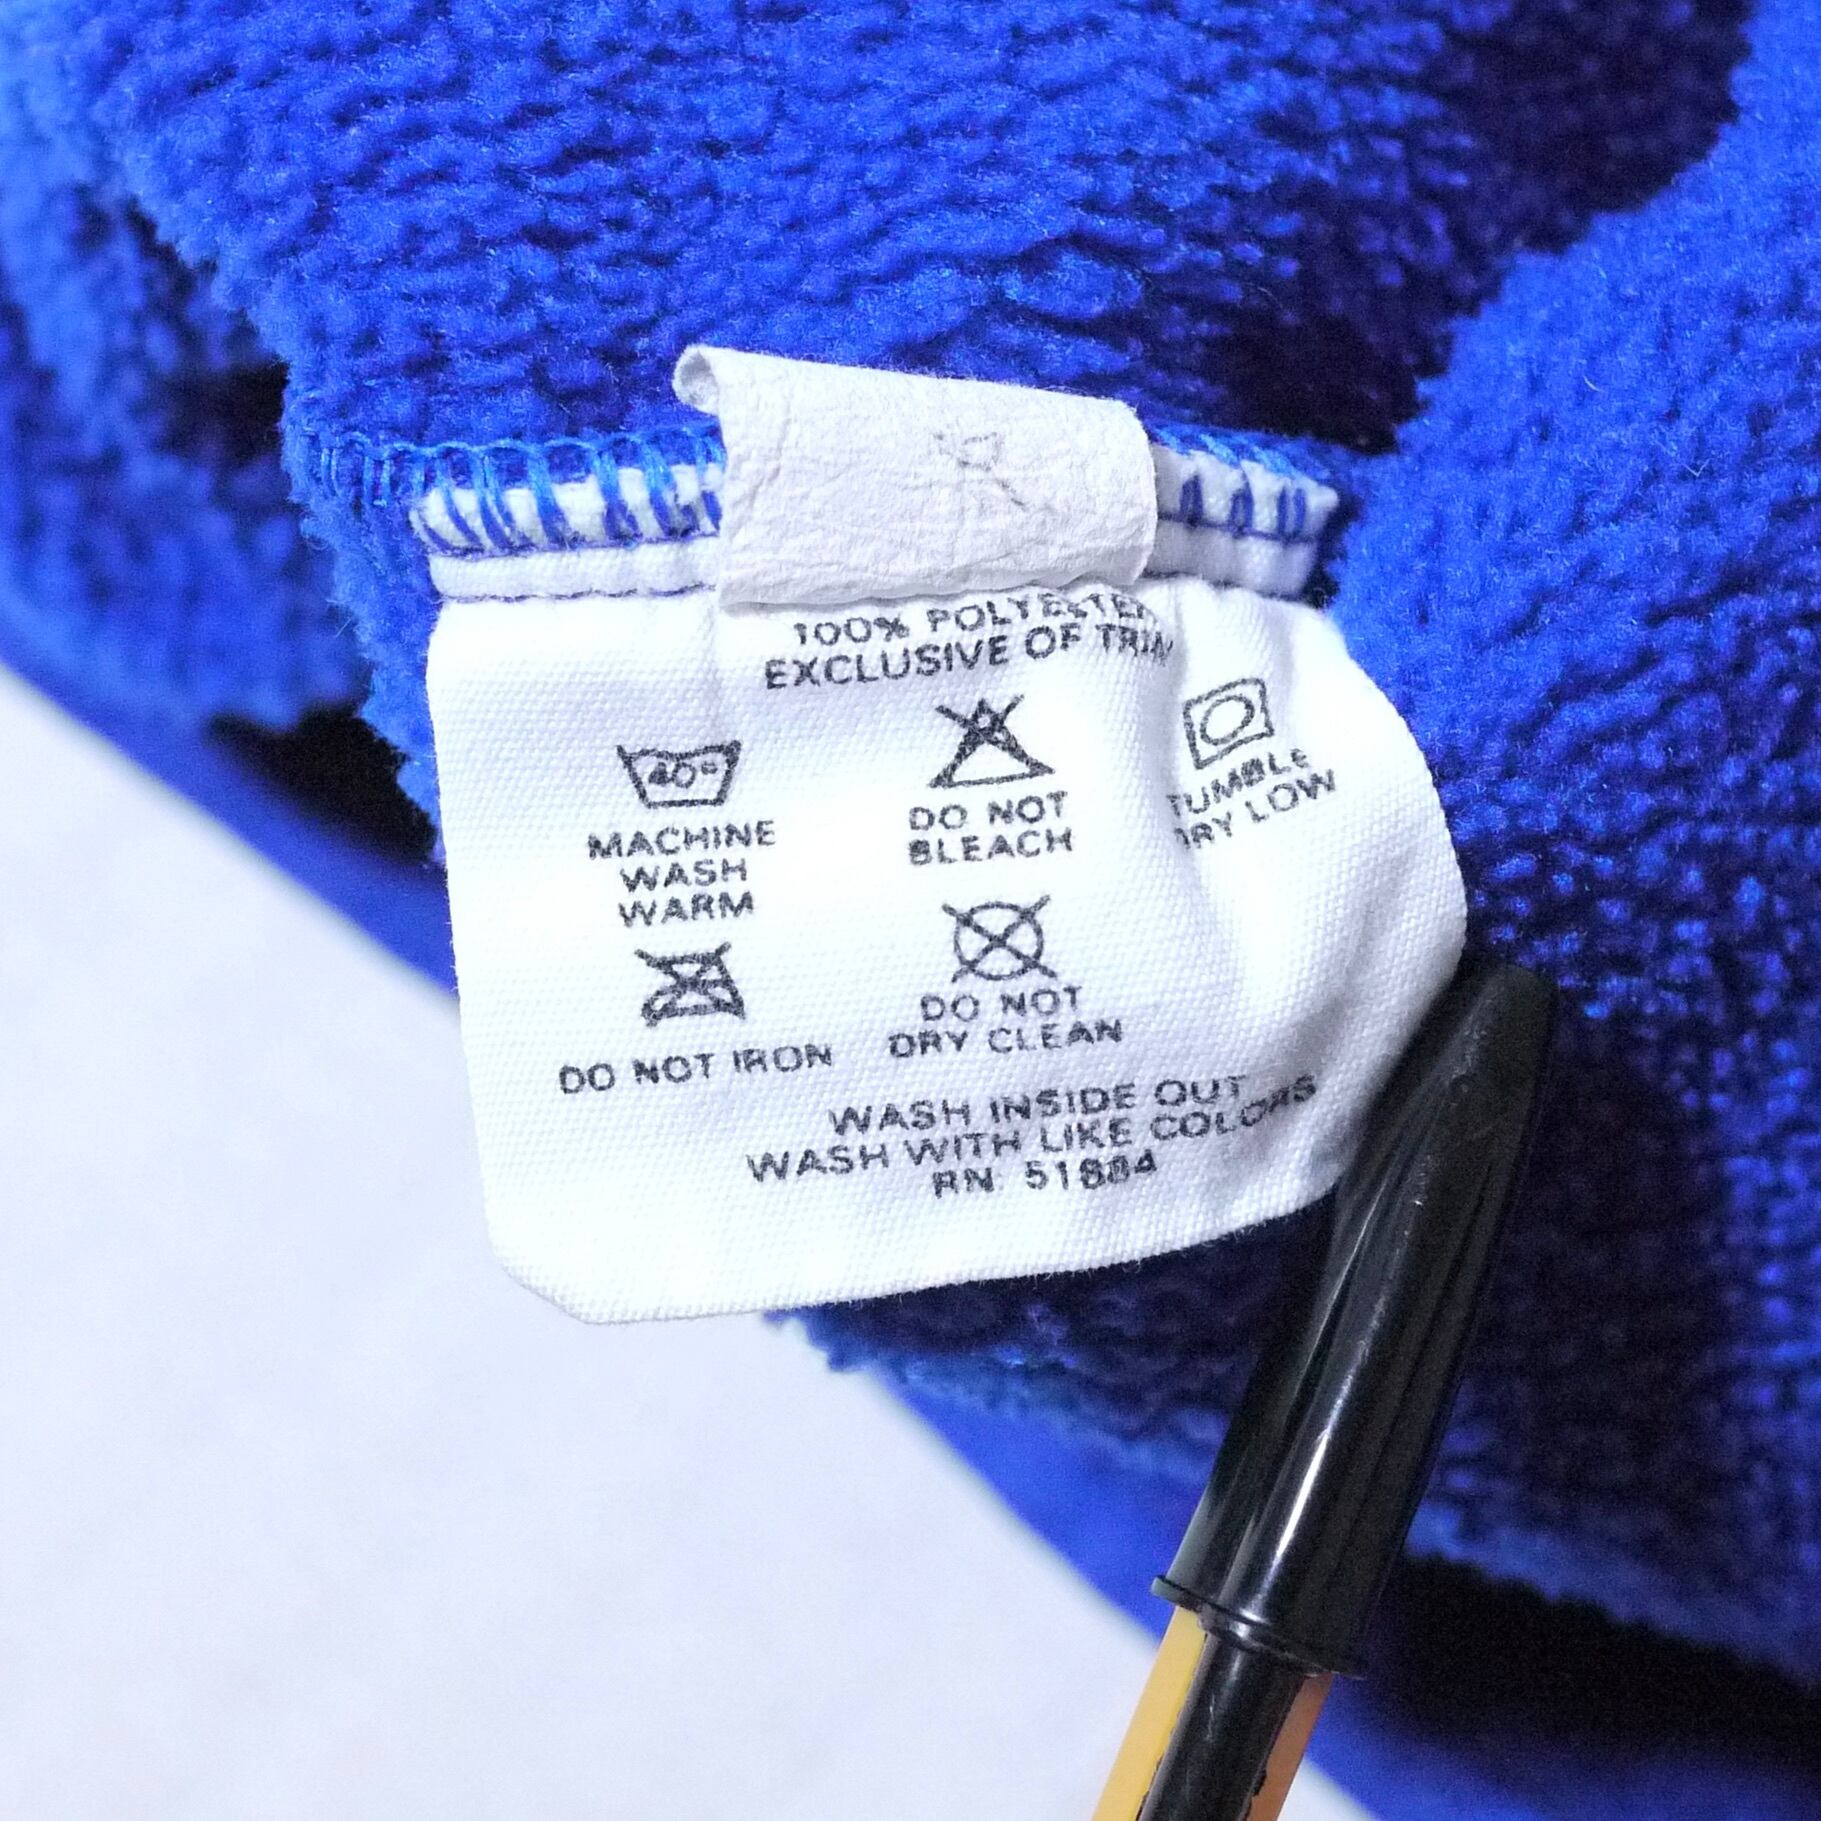 100% POLYESTER
EXCLUSIVE OF TRIM
40°
MACHINE
WASH
WARM
DO NOT
BLEACH
TUMBLE
DRY LOW
DO NOT IRON
DO NOT
DRY CLEAN
WASH INSIDE OUT
WASH WITH LIKE COLORS
RN 51884